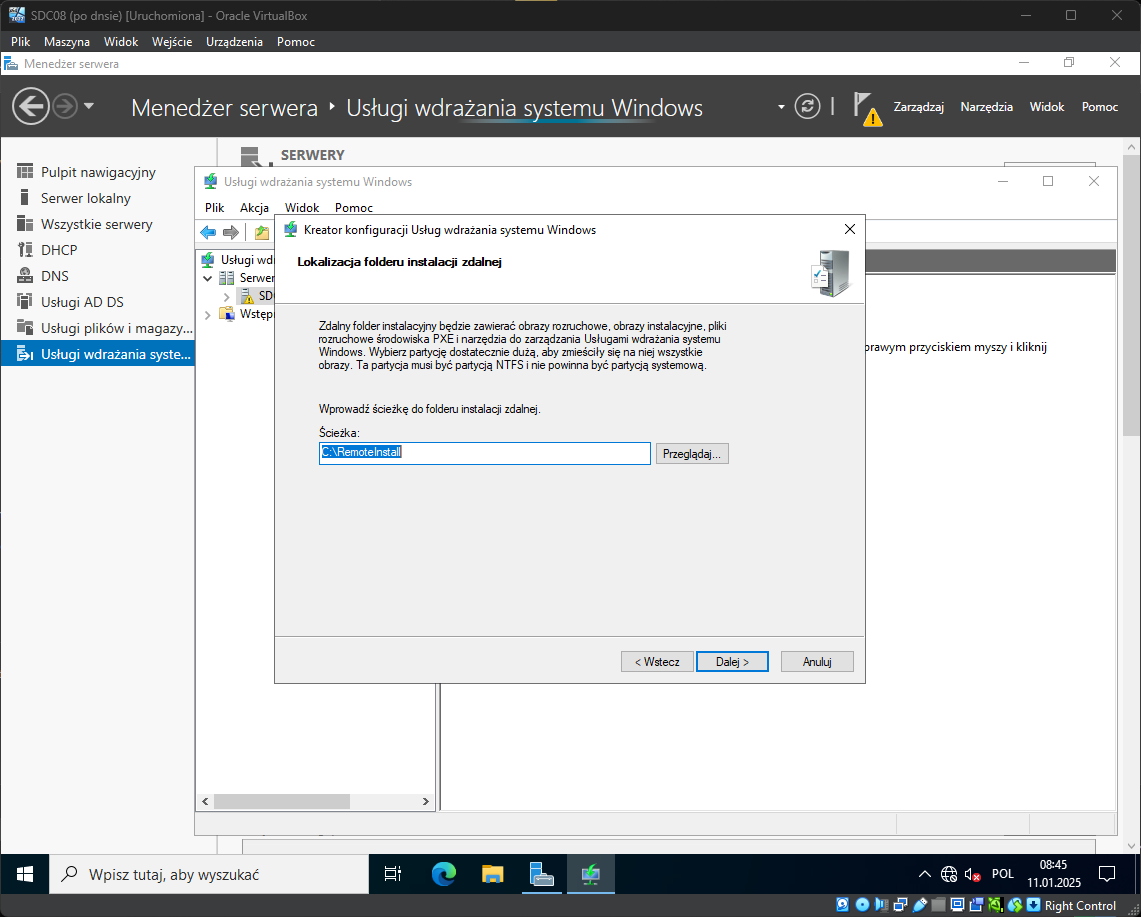 SDC08 (po dnsie) [Uruchomiona] - Oracle VirtualBox
Plik Maszyna Widok Wejście Urządzenia Pomoc
Menedżer serwera
Menedżer serwera Usługi wdrażania systemu Windows
Zarządzaj Narzędzia Widok Pomoc
Pulpit nawigacyjny
Serwer lokalny
Wszystkie serwery
DHCP
DNS
Usługi AD DS
Usługi plików i magazy...
Usługi wdrażania syste...
SERWERY
Usługi wdrażania systemu Windows
Plik Akcja Widok Pomoc
Usługi wd
Serwer
SD
Wstęp
prawym przyciskiem myszy i kliknij
Kreator konfiguracji Usług wdrażania systemu Windows
Lokalizacja folderu instalacji zdalnej
Zdalny folder instalacyjny będzie zawierać obrazy rozruchowe, obrazy instalacyjne, pliki
rozruchowe środowiska PXE i narzędzia do zarządzania Usługami wdrażania systemu
Windows. Wybierz partycję dostatecznie dużą, aby zmieściły się na niej wszystkie
obrazy. Ta partycja musi być partycją NTFS i nie powinna być partycją systemową.
Wprowadź ścieżkę do folderu instalacji zdalnej.
Ścieżka:
C:\RemoteInstall
Przeglądaj...
< Wstecz Dalej > Anuluj
Wpisz tutaj, aby wyszukać
POL
08:45
11.01.2025
Right Control